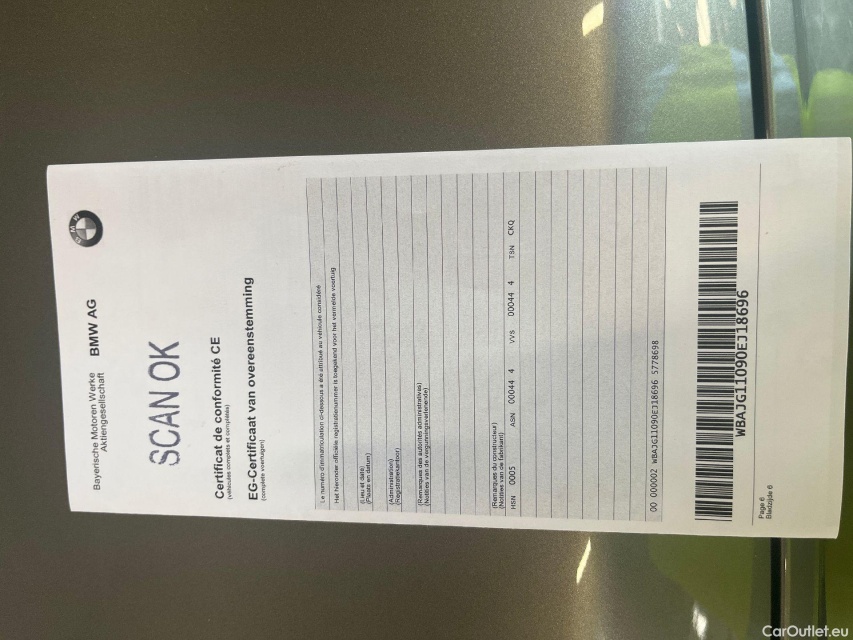 BMW
Bayerische Motoren Werke
Aktiengesellschaft
BMW AG
SCAN OK
Certificat de conformité CE
(véhicules complets et complétés)
EG-Certificaat van overeenstemming
(complete voertuigen)
Le numéro d'immatriculation ci-dessous a été attribué au véhicule considéré
Het hieronder officiële registratienummer is toegekend voor het vermelde voertuig
(Lieu et date)
(Plaats en datum)
(Administration)
(Registratiekantoor)
(Remarques des autorités administratives)
(Notities van de vergunningsverlenende)
(Remarques du constructeur)
(Notities van de fabrikant)
HSN 0005 ASN 00044 4 VVS 00044 4 TSN CKQ
00 000002 WBAJG11090EJ18696 5778698
WBAJG11090EJ18696
Page 6
Bladzijde 6
CarOutlet.eu